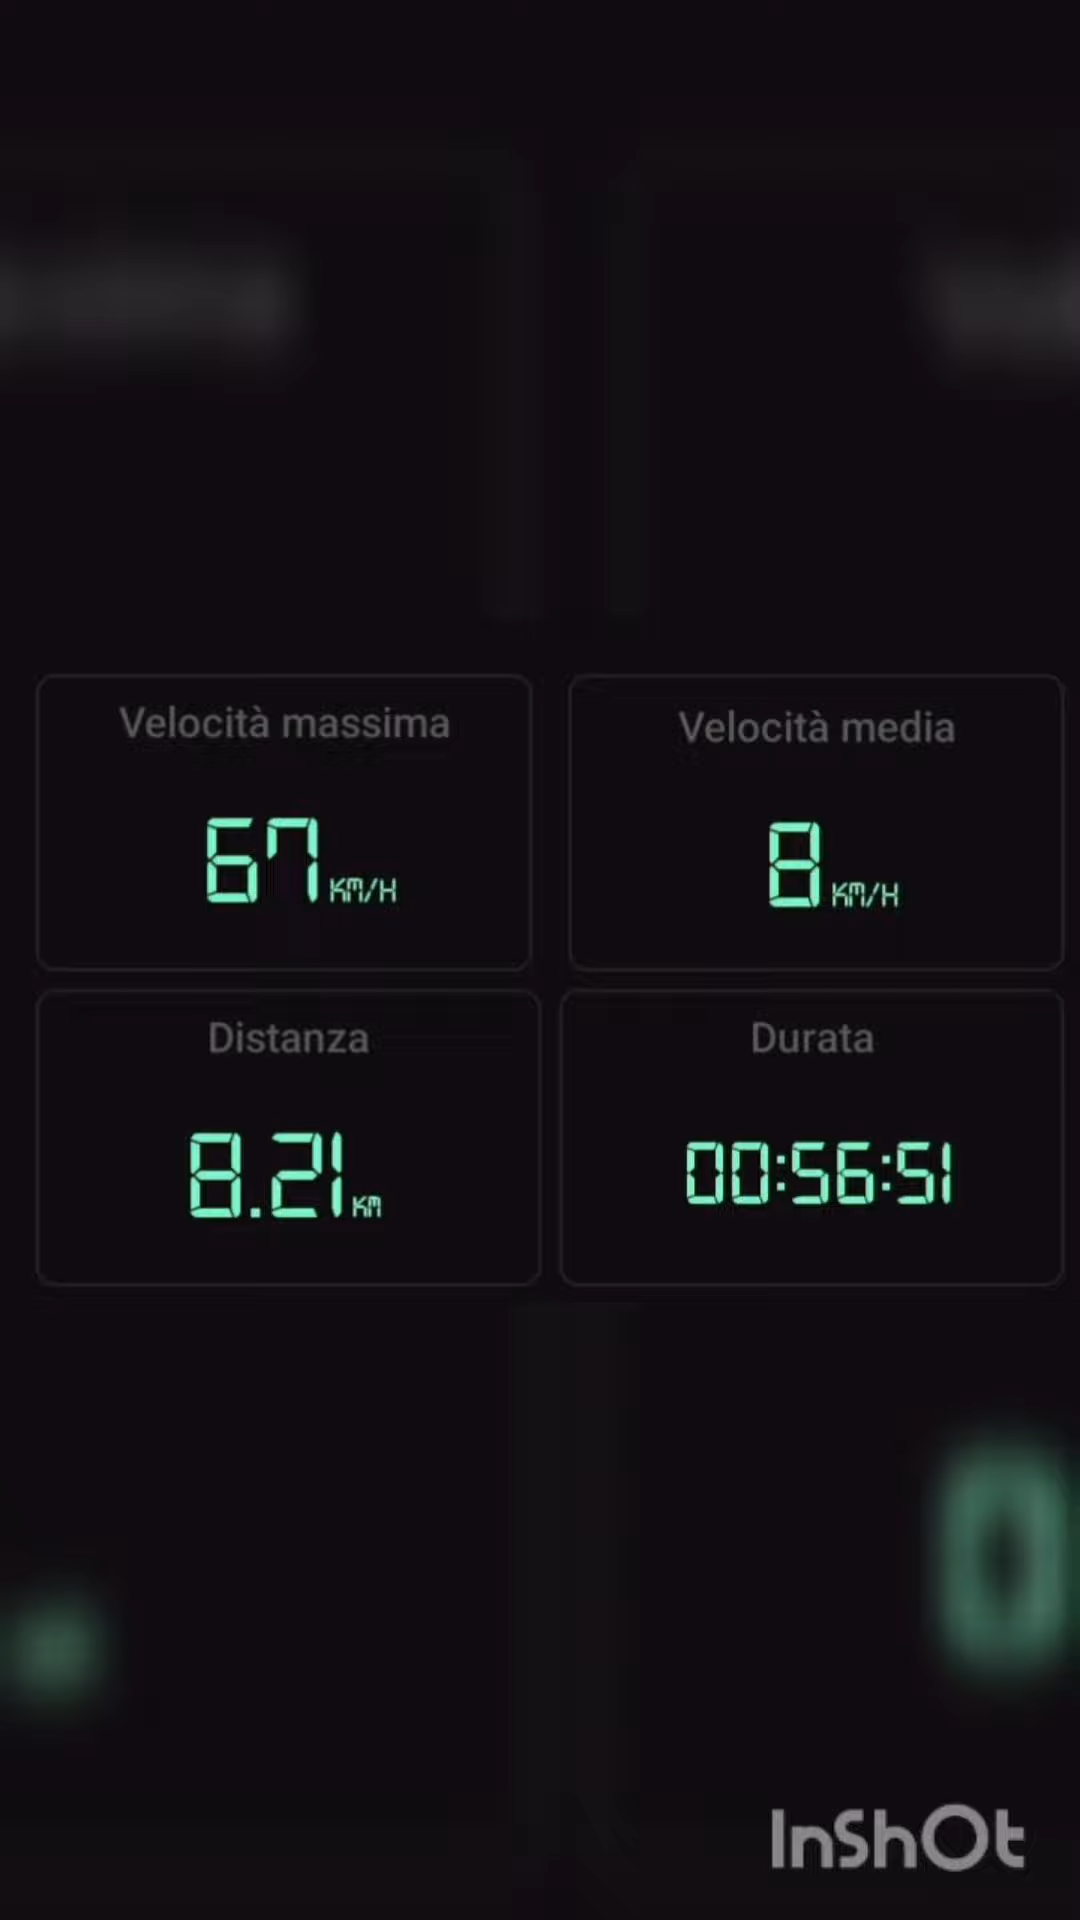 Velocità massima
67 KM/H
Velocità media
8 KM/H
Distanza
8.21 KM
Durata
00:56:51
InShOt